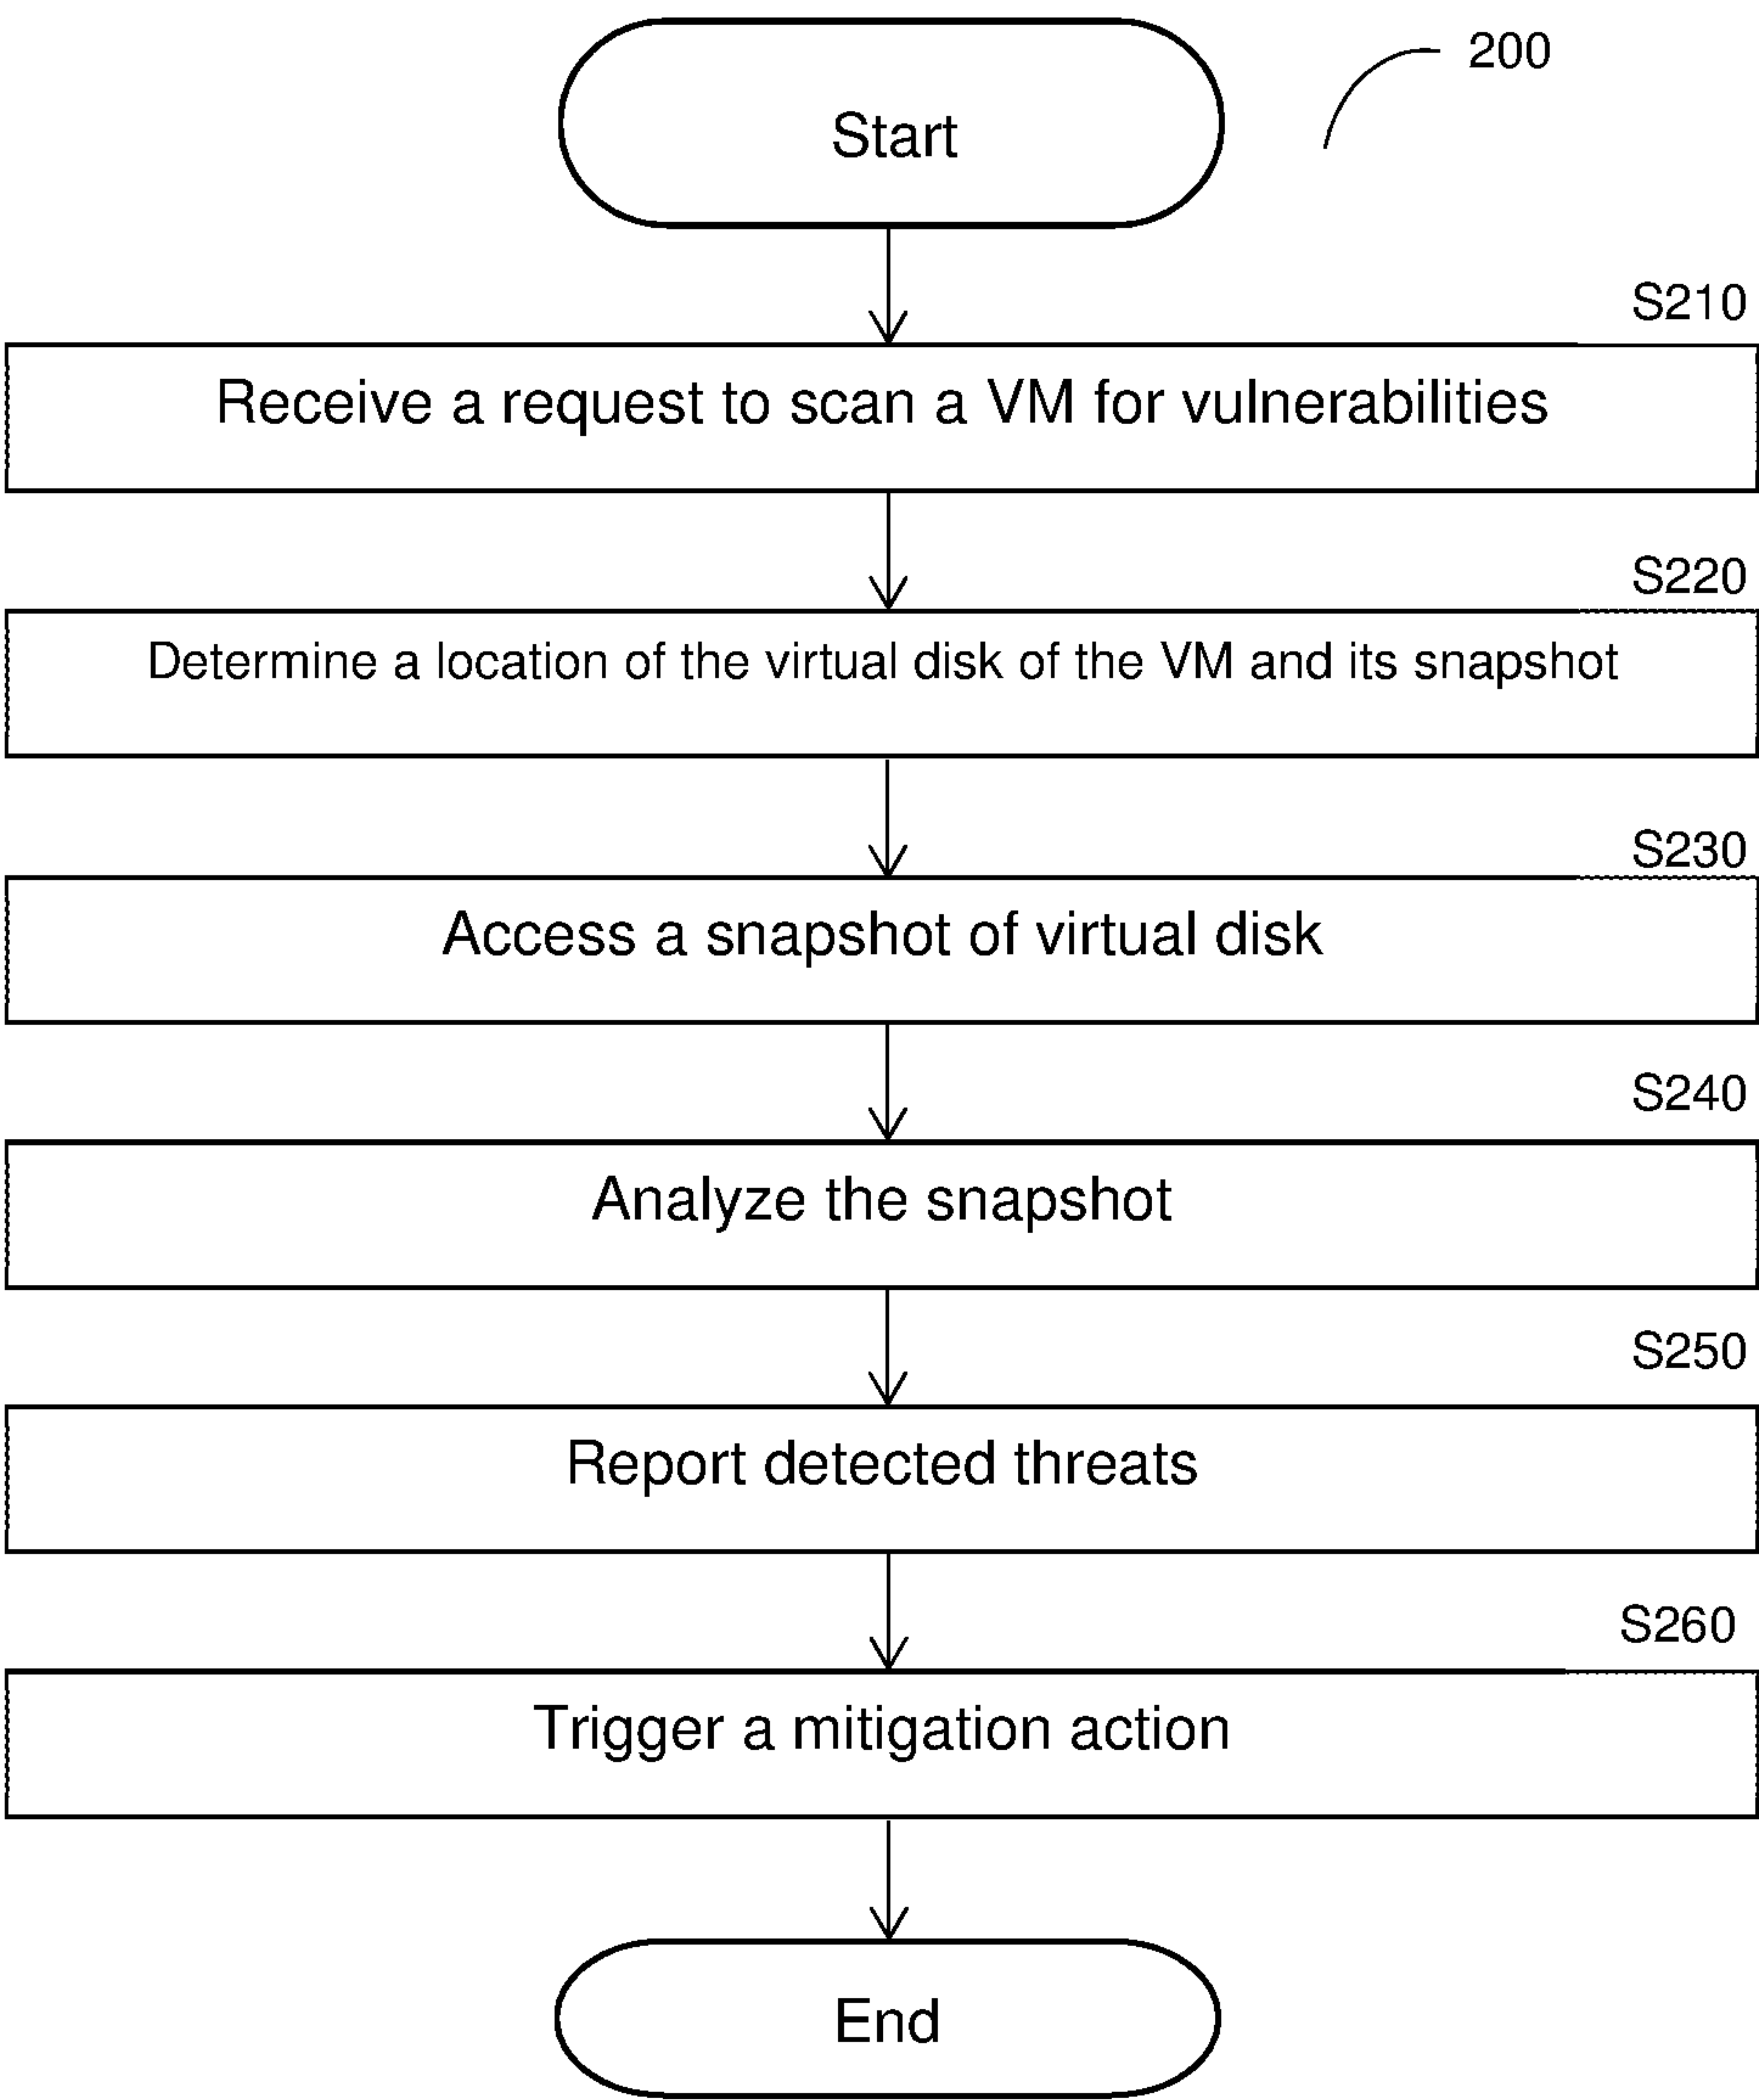 200
Start
S210
Receive a request to scan a VM for vulnerabilities
S220
Determine a location of the virtual disk of the VM and its snapshot
S230
Access a snapshot of virtual disk
S240
Analyze the snapshot
S250
Report detected threats
S260
Trigger a mitigation action
End